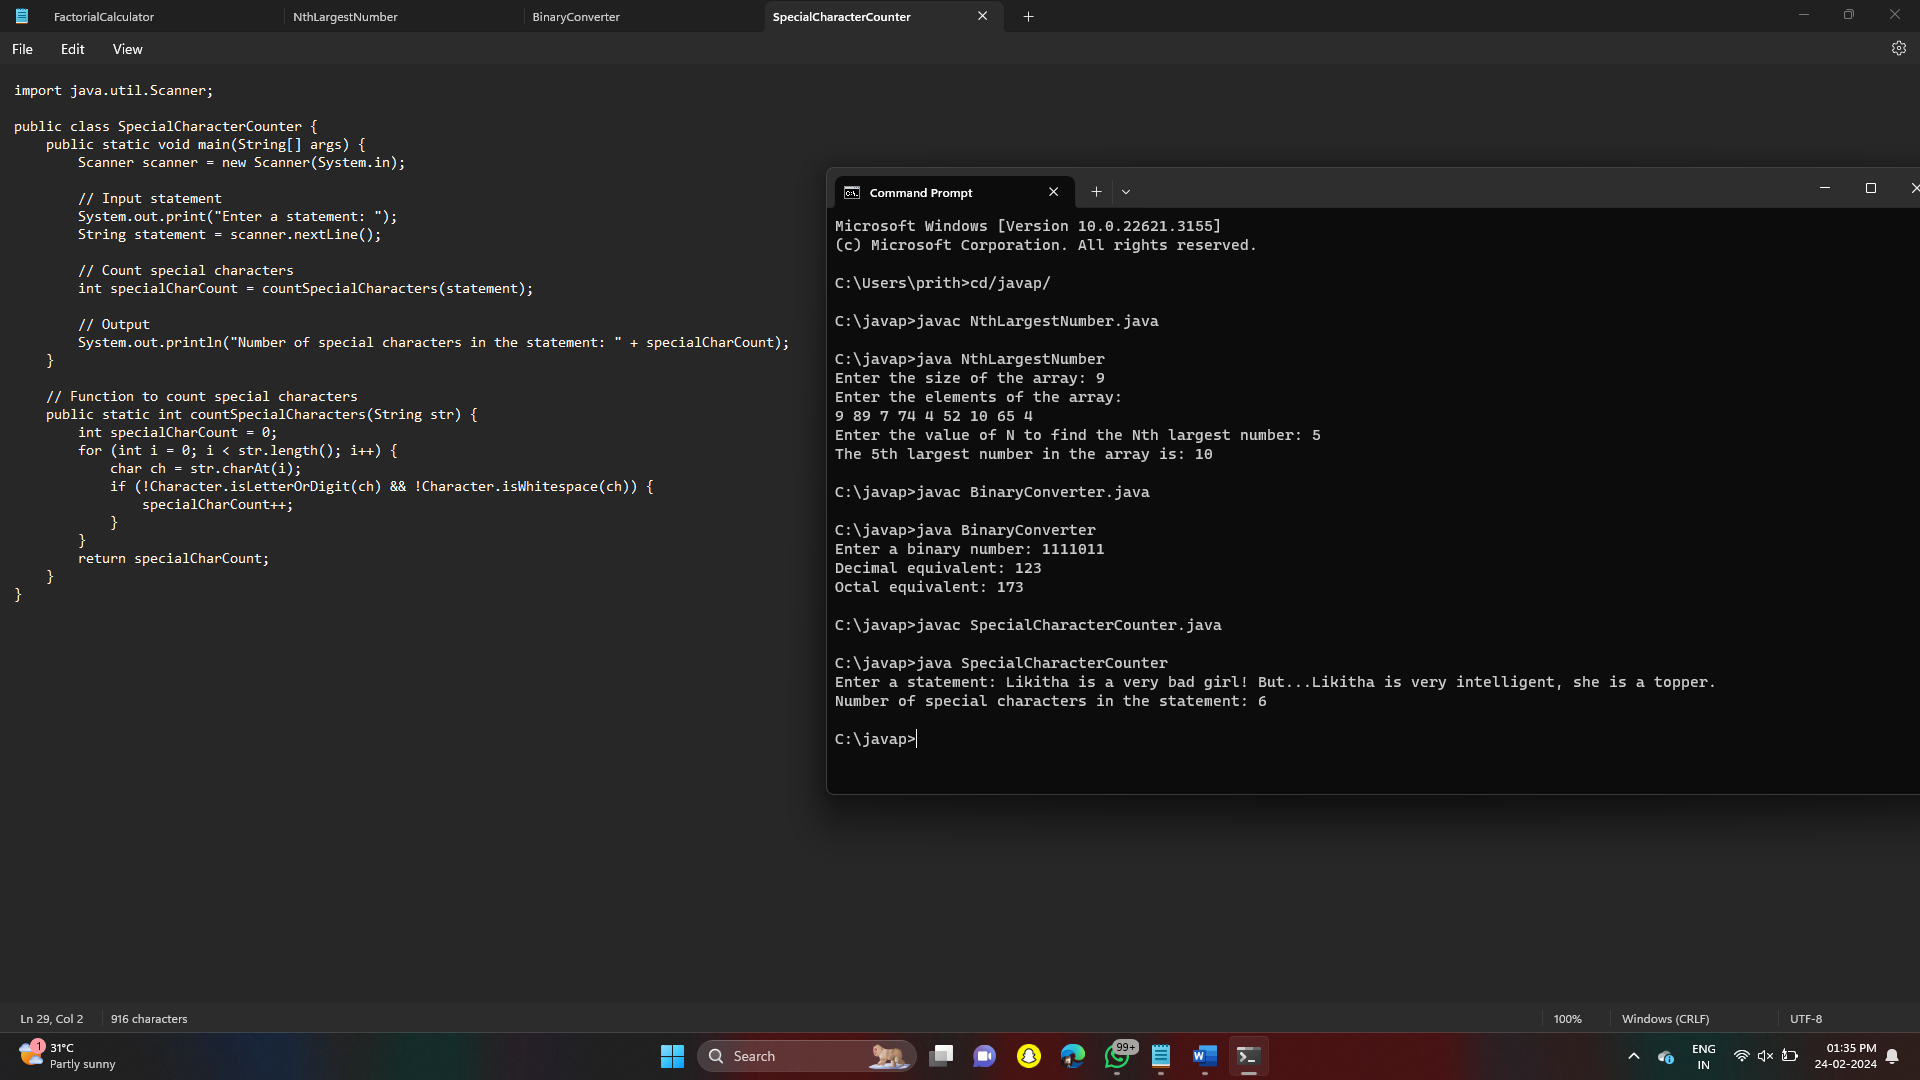 FactorialCalculator
NthLargestNumber
BinaryConverter
SpecialCharacterCounter
File
Edit
View
import java.util.Scanner;
public class SpecialCharacterCounter {
public static void main(String[] args) {
Scanner scanner = new Scanner(System.in);
// Input statement
System.out.print("Enter a statement: ");
String statement = scanner.nextLine();
// Count special characters
int specialCharCount = countSpecialCharacters(statement);
// Output
System.out.println("Number of special characters in the statement: " + specialCharCount);
}
// Function to count special characters
public static int countSpecialCharacters(String str) {
int specialCharCount = 0;
for (int i = 0; i < str.length(); i++) {
char ch = str.charAt(i);
if (!Character.isLetterOrDigit(ch) && !Character.isWhitespace(ch)) {
specialCharCount++;
}
}
return specialCharCount;
}
}
Command Prompt
Microsoft Windows [Version 10.0.22621.3155]
(c) Microsoft Corporation. All rights reserved.
C:\Users\prith>cd/javap/
C:\javap>javac NthLargestNumber.java
C:\javap>java NthLargestNumber
Enter the size of the array: 9
Enter the elements of the array:
9 89 7 74 4 52 10 65 4
Enter the value of N to find the Nth largest number: 5
The 5th largest number in the array is: 10
C:\javap>javac BinaryConverter.java
C:\javap>java BinaryConverter
Enter a binary number: 1111011
Decimal equivalent: 123
Octal equivalent: 173
C:\javap>javac SpecialCharacterCounter.java
C:\javap>java SpecialCharacterCounter
Enter a statement: Likitha is a very bad girl! But...Likitha is very intelligent, she is a topper.
Number of special characters in the statement: 6
C:\javap>
Ln 29, Col 2
916 characters
100%
Windows (CRLF)
UTF-8
1
31°C
Partly sunny
Search
99+
W
ENG
IN
01:35 PM
24-02-2024